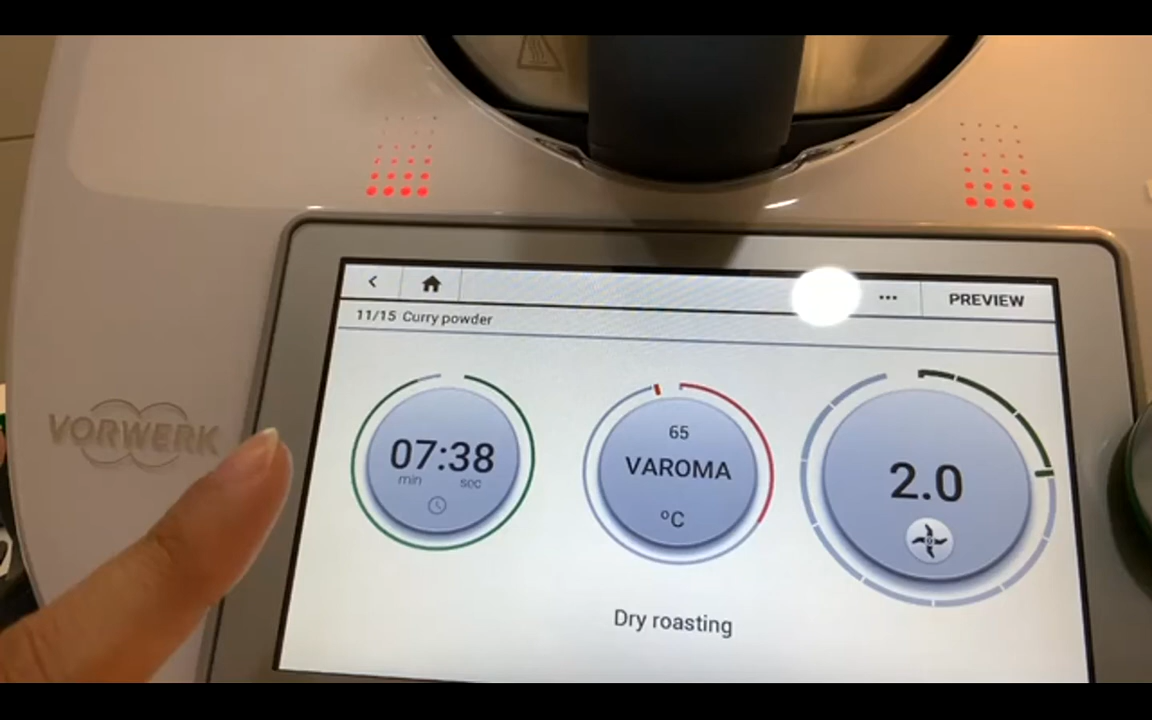 PREVIEW
11/15 Curry powder
VORWERK
07:38
min sec
65
VAROMA
°C
2.0
Dry roasting